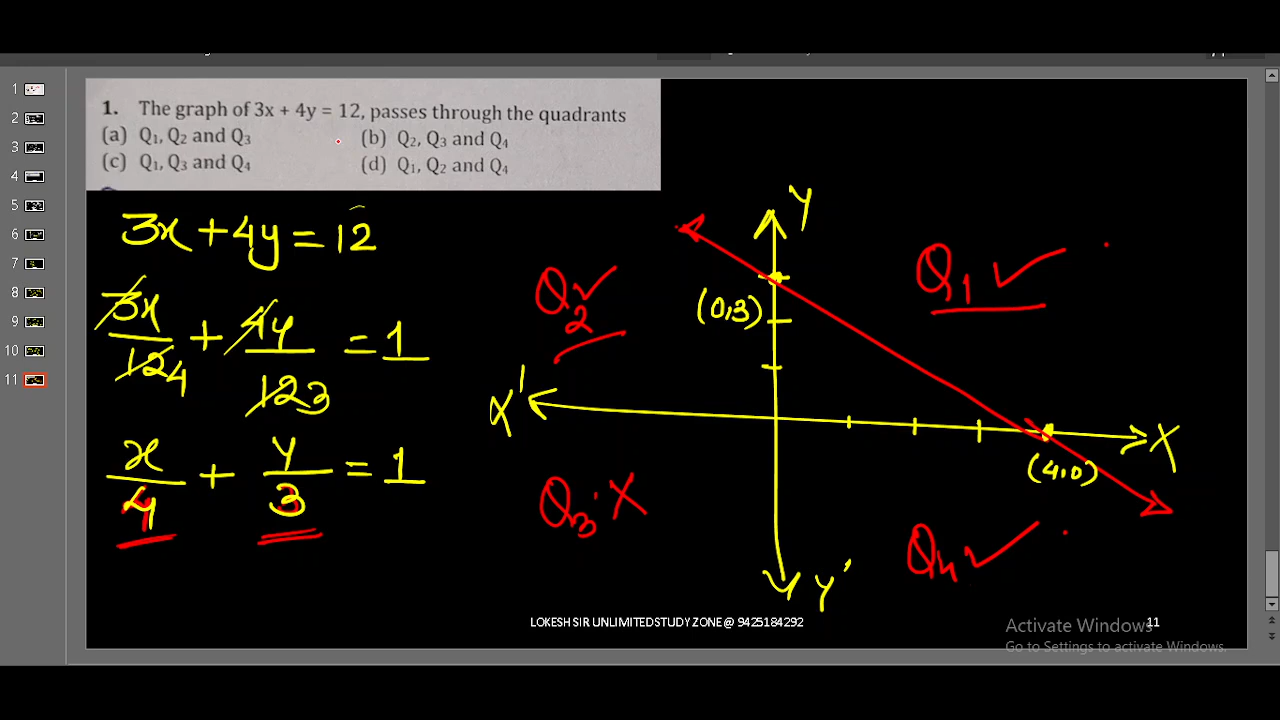 1. The graph of 3x + 4y = 12, passes through the quadrants
(a) Q₁, Q₂ and Q₃ (b) Q₂, Q₃ and Q₄
(c) Q₁, Q₃ and Q₄ (d) Q₁, Q₂ and Q₄
3x + 4y = 12
3x/12 4 + 4y/12 3 = 1
x/4 + y/3 = 1
Y
Q₁ ✓
Q₂ ✓
(0,3)
X'
X
(4,0)
Q₃ X
Q₄ ✓
Y'
LOKESH SIR UNLIMITED STUDY ZONE @ 9425184292
11
Activate Windows
Go to Settings to activate Windows.
1
2
3
4
5
6
7
8
9
10
11